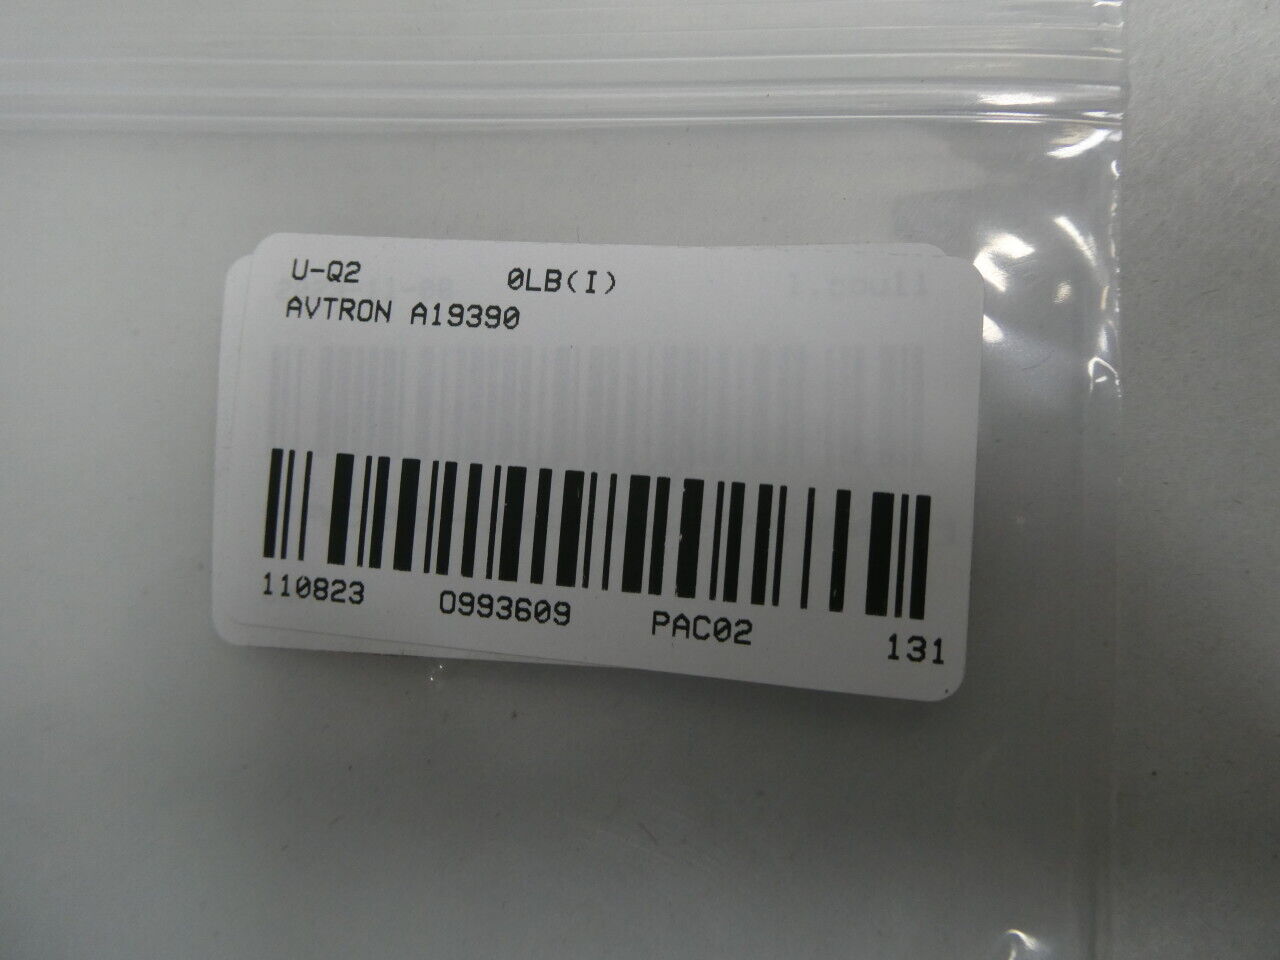 U-Q2 0LB(I)
AVTRON A19390
110823 0993609 PAC02 131